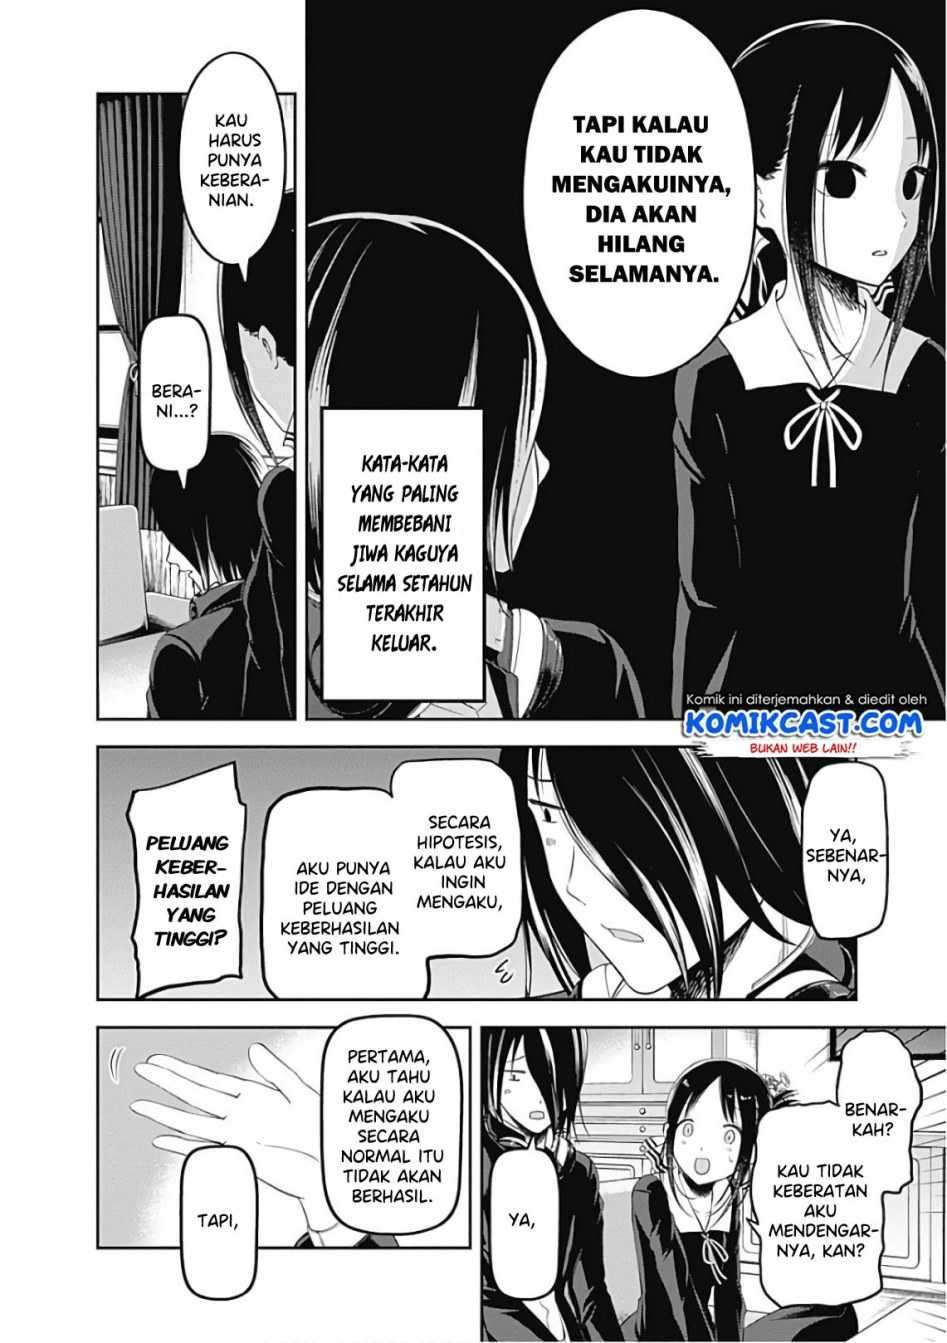 TAPI KALAU
KAU TIDAK
MENGAKUINYA,
DIA AKAN
HILANG
SELAMANYA.
KATA-KATA
YANG PALING
MEMBEBANI
JIWA KAGUYA
SELAMA SETAHUN
TERAKHIR
KELUAR.
KAU
HARUS
PUNYA
KEBERA-
NIAN.
BERA-
NI...?
Komik ini diterjemahkan & diedit oleh
KOMIKCAST.COM
BUKAN WEB LAIN!!
YA,
SEBENAR-
NYA,
SECARA
HIPOTESIS,
KALAU AKU
INGIN
MENGAKU,
AKU PUNYA
IDE DENGAN
PELUANG
KEBERHASILAN
YANG TINGGI.
PELUANG
KEBER-
HASILAN
YANG
TINGGI?
BENAR-
KAH?
KAU TIDAK
KEBERATAN
AKU
MENDENGAR-
NYA, KAN?
YA,
PERTAMA,
AKU TAHU
KALAU AKU
MENGAKU
SECARA
NORMAL ITU
TIDAK AKAN
BERHASIL.
TAPI,